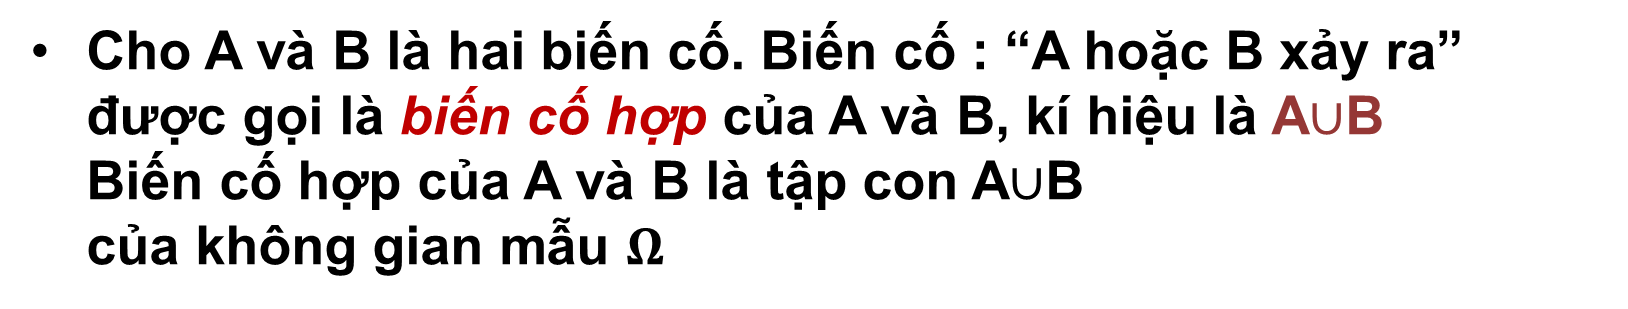 • Cho A và B là hai biến cố. Biến cố : “A hoặc B xảy ra”
được gọi là biến cố hợp của A và B, kí hiệu là A∪B
Biến cố hợp của A và B là tập con A∪B
của không gian mẫu Ω